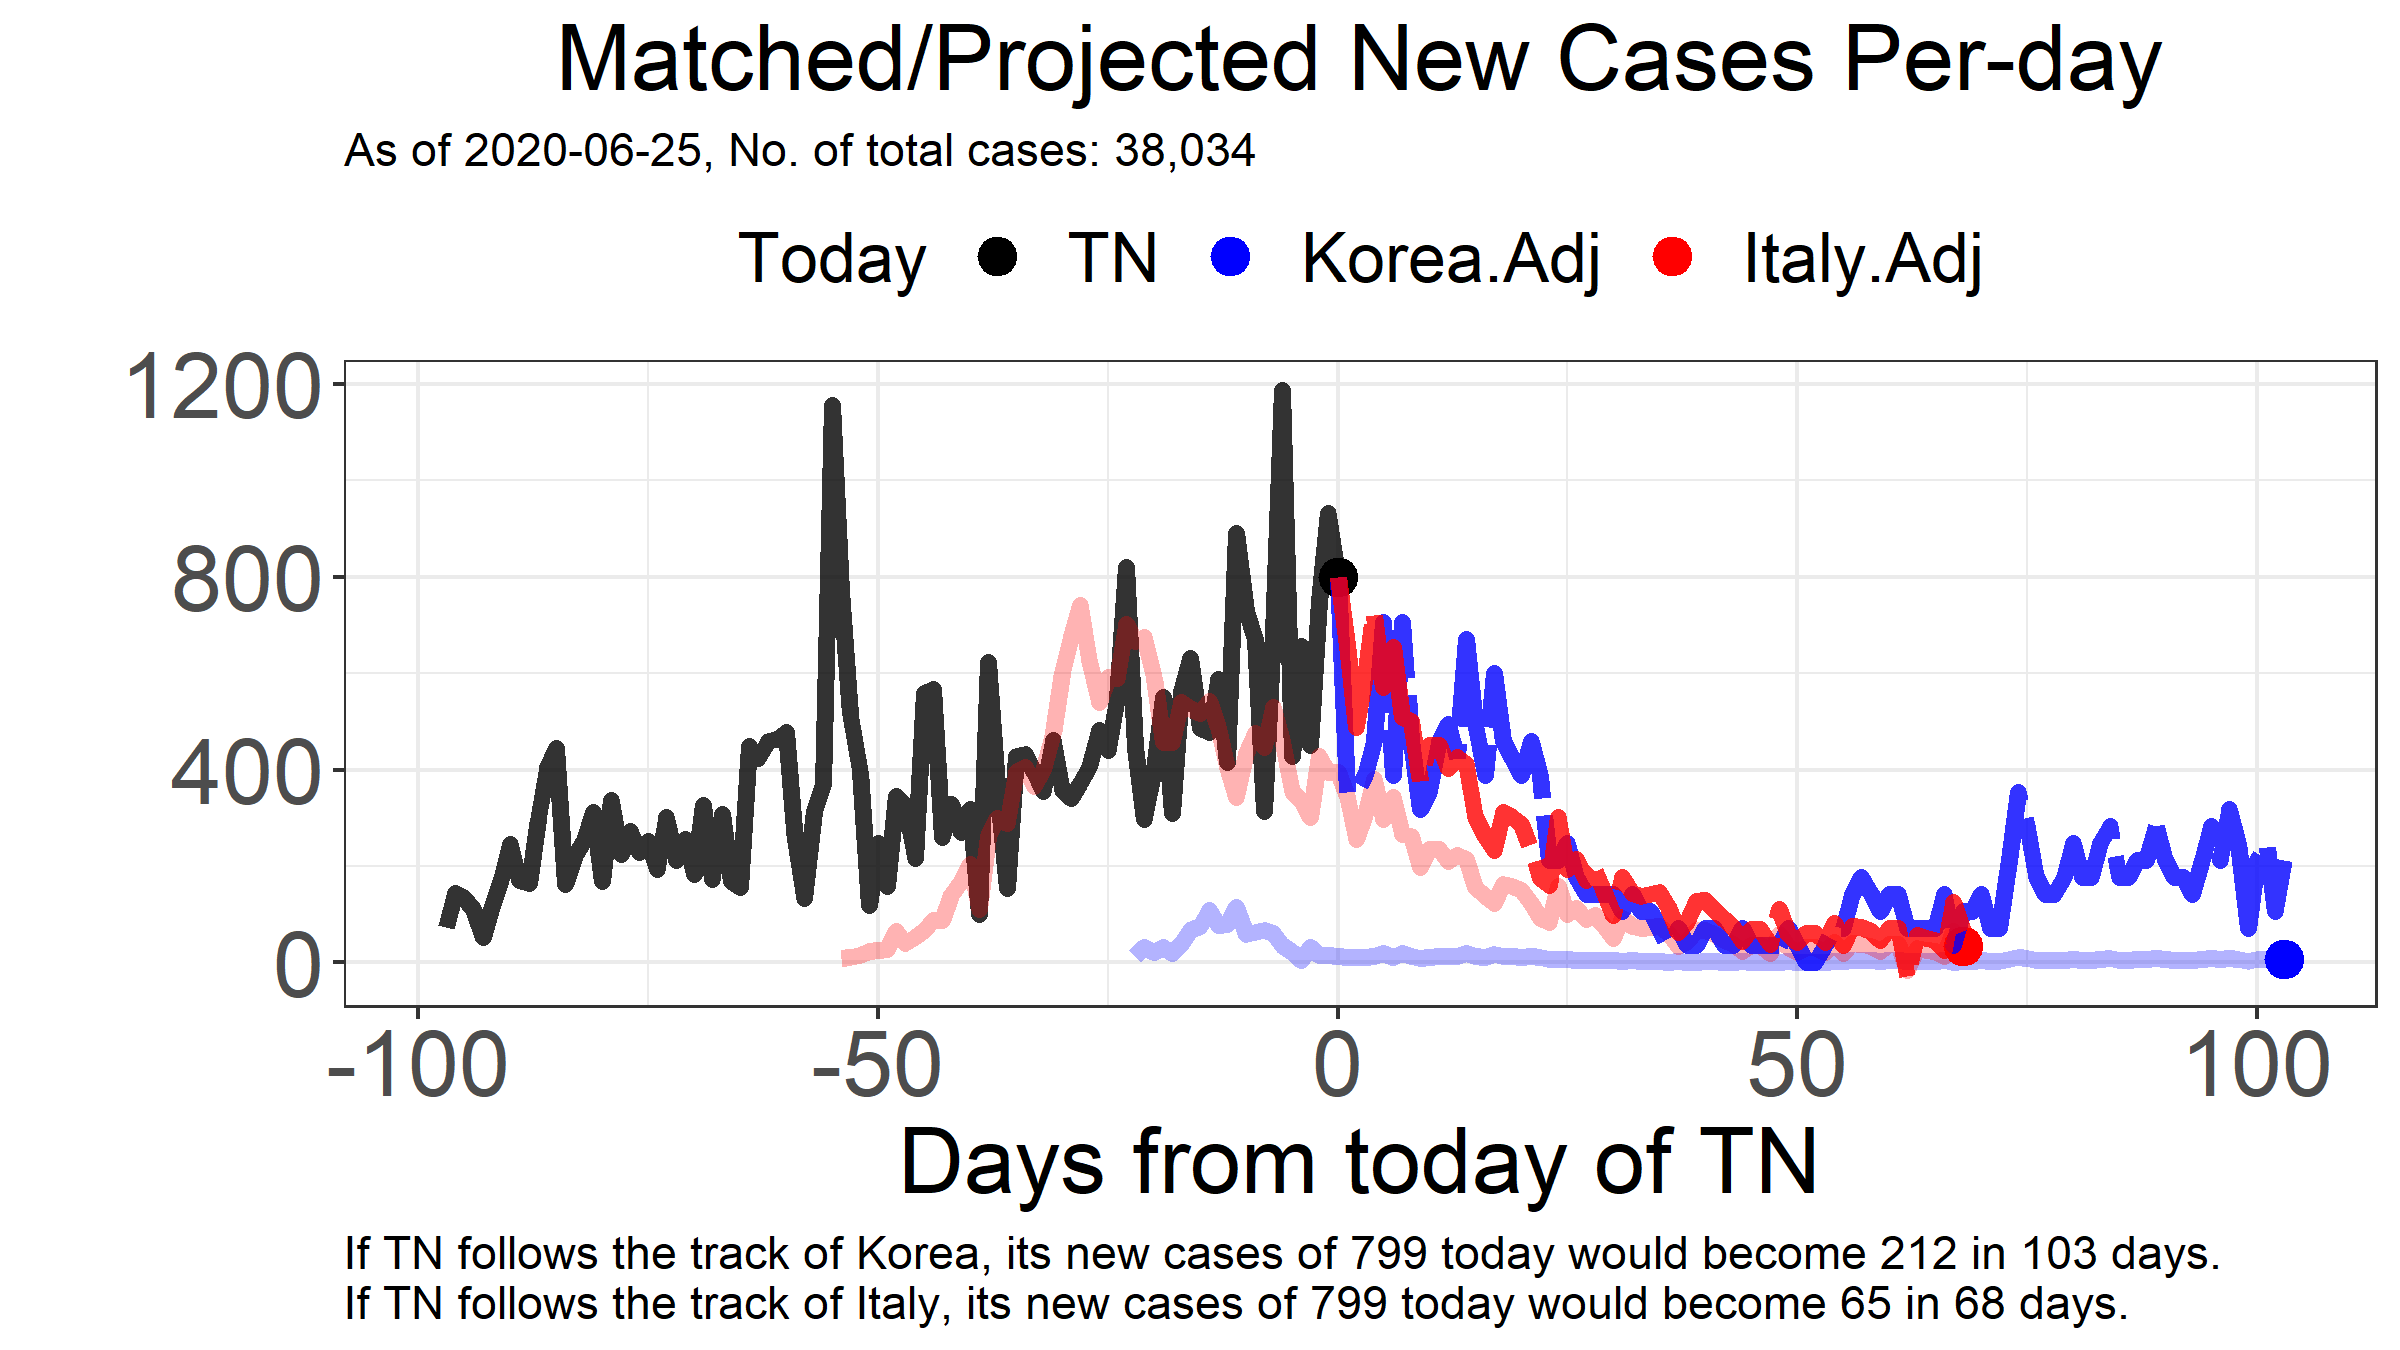 Matched/Projected New Cases Per-day
As of 2020-06-25, No. of total cases: 38,034
Today TN Korea.Adj Italy.Adj
1200
800
400
0
-100 -50 0 50 100
Days from today of TN
If TN follows the track of Korea, its new cases of 799 today would become 212 in 103 days.
If TN follows the track of Italy, its new cases of 799 today would become 65 in 68 days.